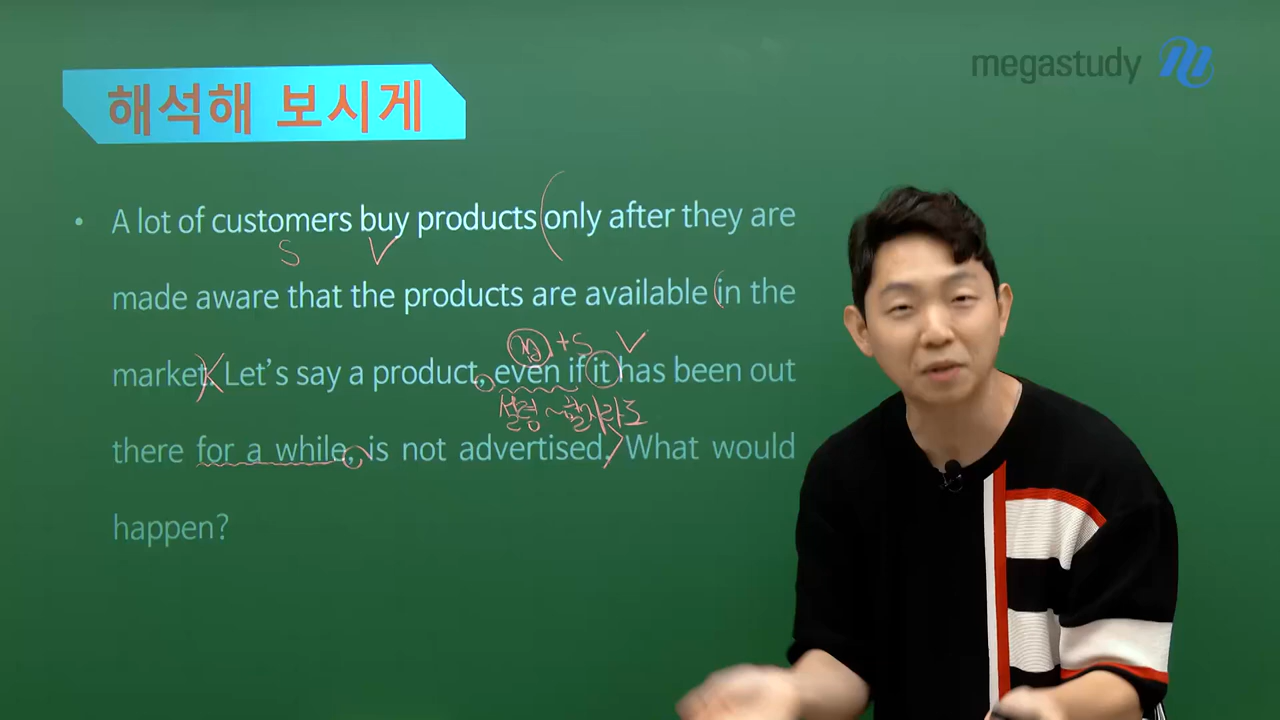 megastudy
해석해 보시게
• A lot of customers buy products only after they are
S V
made aware that the products are available in the
+S V
market. Let's say a product, even if it has been out
설령 ~할지라도
there for a while, is not advertised. What would
happen?